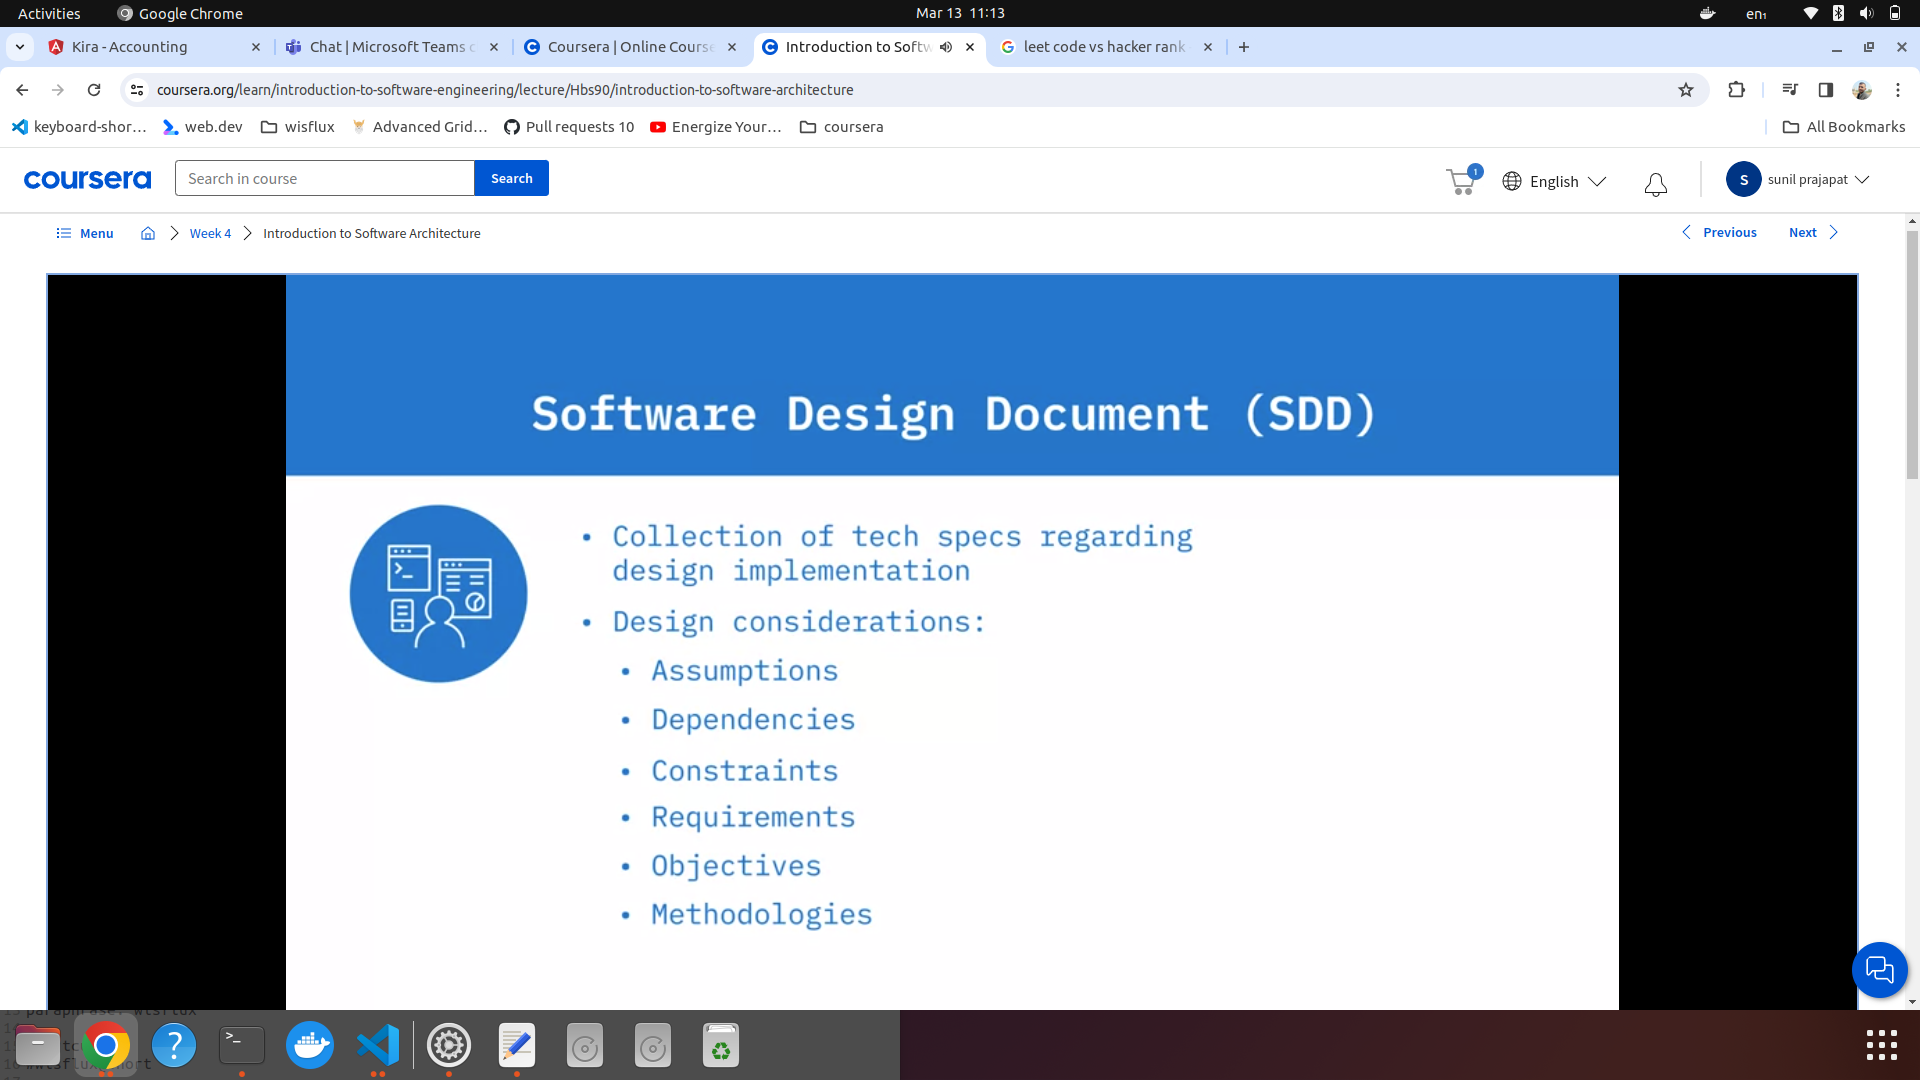 Activities Google Chrome Mar 13 11:13 en₁
Kira - Accounting Chat | Microsoft Teams c Coursera | Online Course Introduction to Softw leet code vs hacker rank
coursera.org/learn/introduction-to-software-engineering/lecture/Hbs90/introduction-to-software-architecture
keyboard-shor... web.dev wisflux Advanced Grid... Pull requests 10 Energize Your... coursera All Bookmarks
coursera Search in course Search 1 English S sunil prajapat
Menu Week 4 Introduction to Software Architecture Previous Next
Software Design Document (SDD)
• Collection of tech specs regarding
design implementation
• Design considerations:
• Assumptions
• Dependencies
• Constraints
• Requirements
• Objectives
• Methodologies